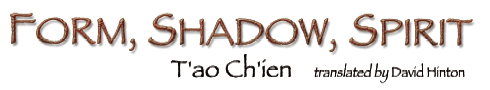 FORM, SHADOW, SPIRIT
T'ao Ch'ien translated by David Hinton